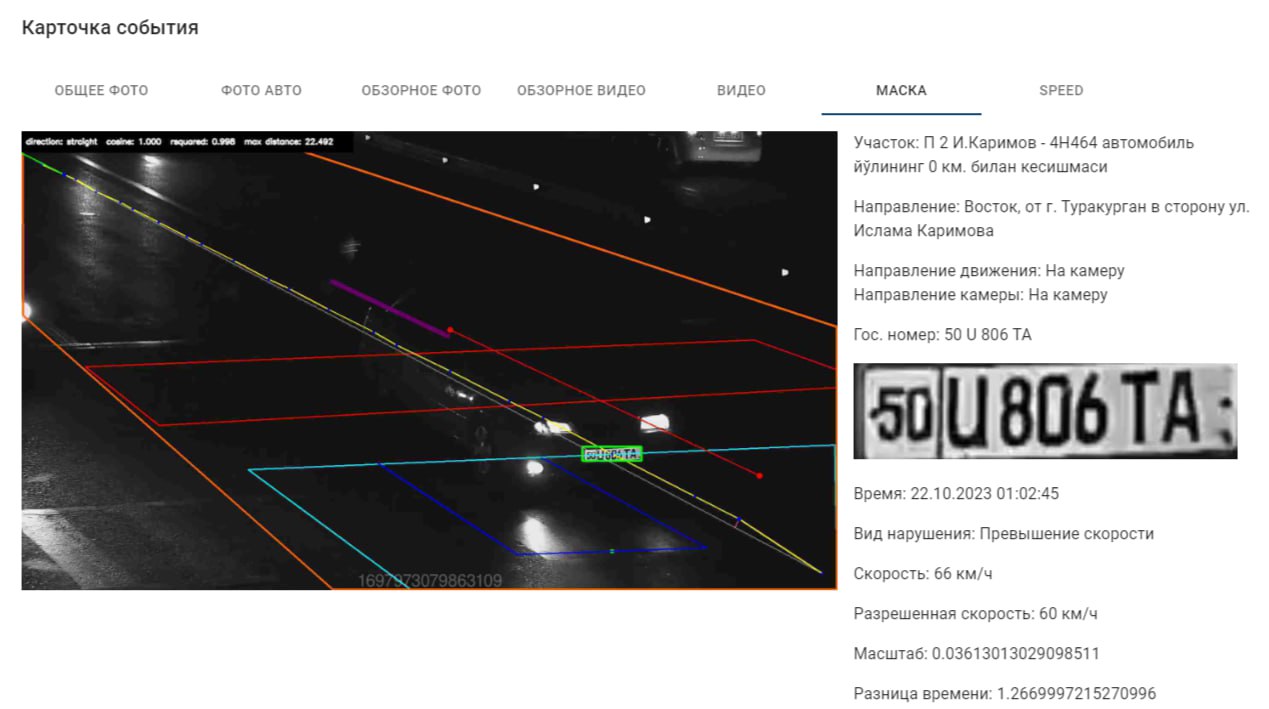 Карточка события
ОБЩЕЕ ФОТО
ФОТО АВТО
ОБЗОРНОЕ ФОТО
ОБЗОРНОЕ ВИДЕО
ВИДЕО
МАСКА
SPEED
direction: straight cosine: 1.000 rsquared: 0.998 max distance: 22.492
50U806TA
1697973079863109
Участок: П 2 И.Каримов - 4Н464 автомобиль
йўлининг 0 км. билан кесишмаси
Направление: Восток, от г. Туракурган в сторону ул.
Ислама Каримова
Направление движения: На камеру
Направление камеры: На камеру
Гос. номер: 50 U 806 TA
50 U 806 TA
Время: 22.10.2023 01:02:45
Вид нарушения: Превышение скорости
Скорость: 66 км/ч
Разрешенная скорость: 60 км/ч
Масштаб: 0.03613013029098511
Разница времени: 1.2669997215270996